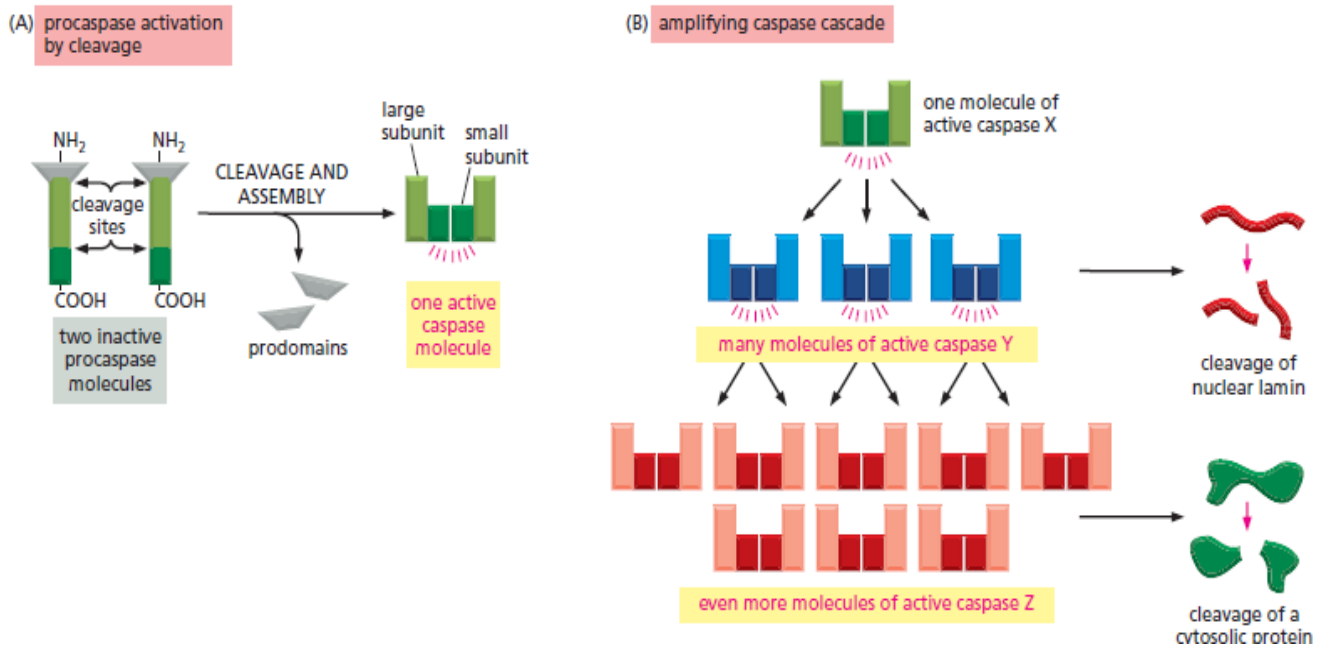 (A) procaspase activation
by cleavage
NH2
NH2
cleavage
sites
COOH
COOH
two inactive
procaspase
molecules
CLEAVAGE AND
ASSEMBLY
prodomains
large
subunit
small
subunit
one active
caspase
molecule
(B) amplifying caspase cascade
one molecule of
active caspase X
many molecules of active caspase Y
cleavage of
nuclear lamin
even more molecules of active caspase Z
cleavage of a
cytosolic protein